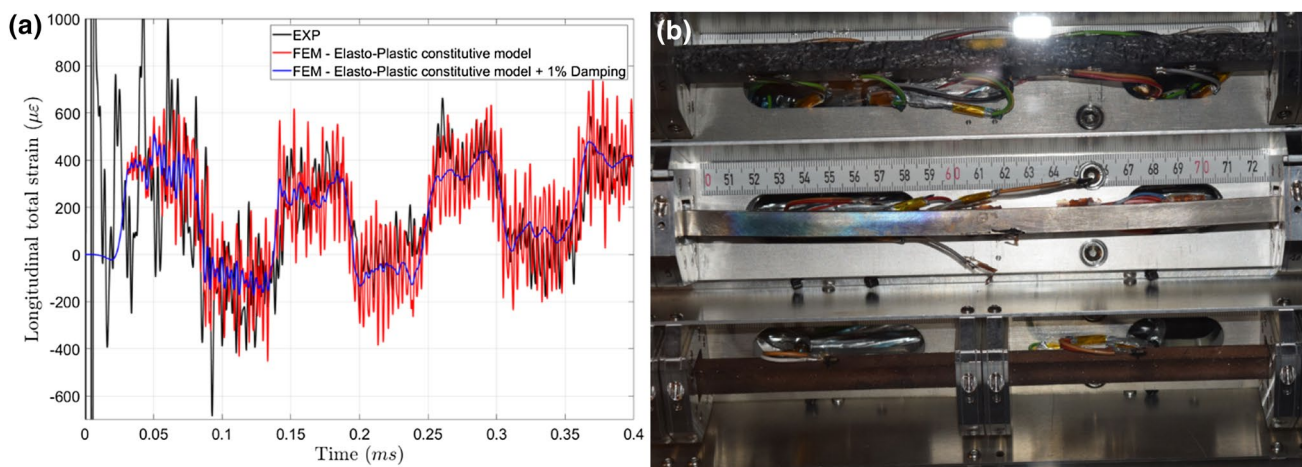 (a)
1000
800
600
400
200
0
-200
-400
-600
Longitudinal total strain (με)
EXP
FEM - Elasto-Plastic constitutive model
FEM - Elasto-Plastic constitutive model + 1% Damping
0 0.05 0.1 0.15 0.2 0.25 0.3 0.35 0.4
Time (ms)
(b)
0 51 52 53 54 55 56 57 58 59 60 61 62 63 64 65 67 68 69 70 71 72